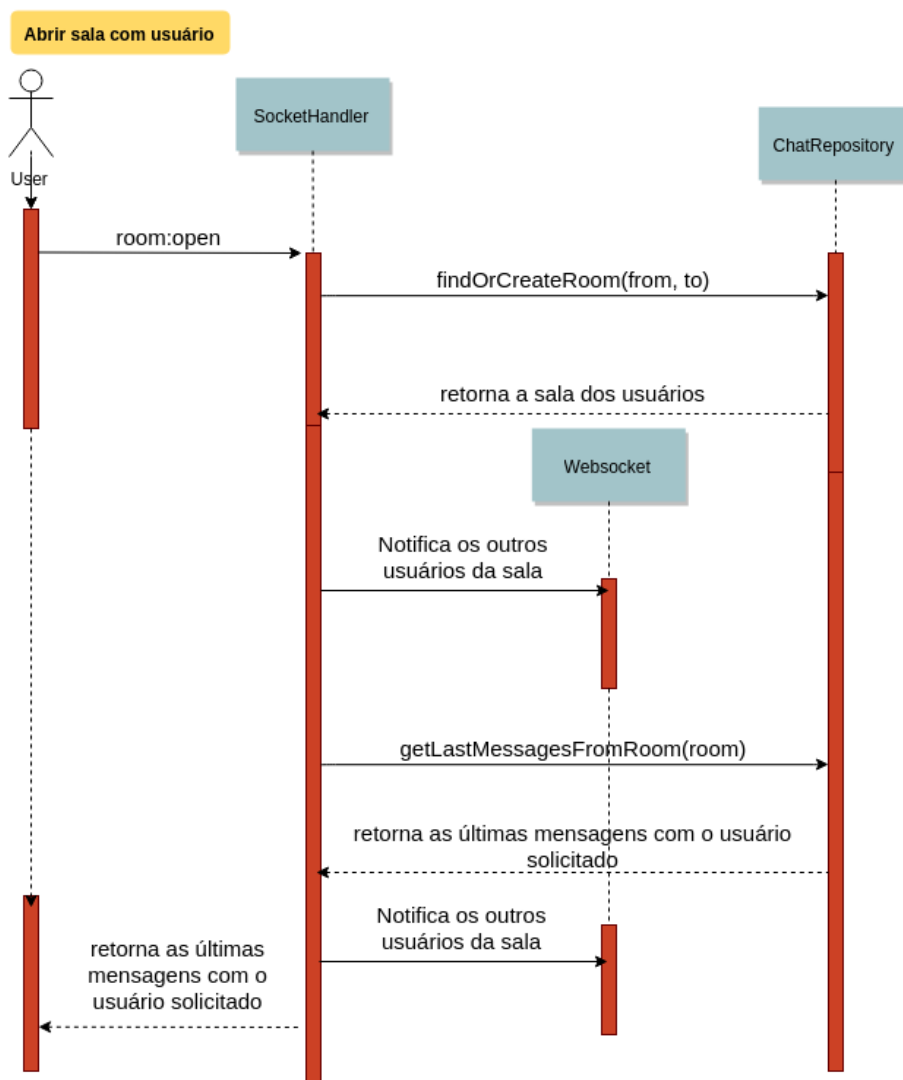 Abrir sala com usuário
SocketHandler
ChatRepository
User
room:open
findOrCreateRoom(from, to)
retorna a sala dos usuários
Websocket
Notifica os outros
usuários da sala
getLastMessagesFromRoom(room)
retorna as últimas mensagens com o usuário
solicitado
Notifica os outros
usuários da sala
retorna as últimas
mensagens com o
usuário solicitado